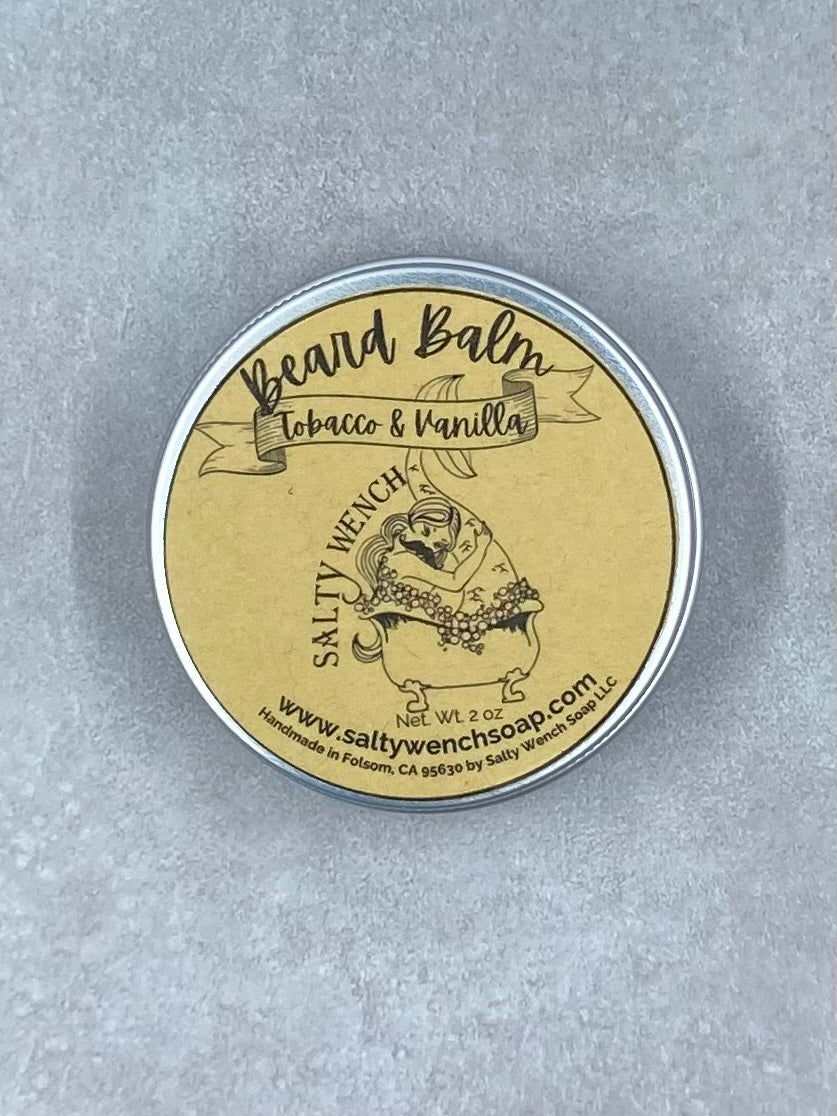 Beard Balm
Tobacco & Vanilla
SALTY WENCH
Net. Wt. 2 oz
www.saltywenchsoap.com
Handmade in Folsom, CA 95630 by Salty Wench Soap LLC